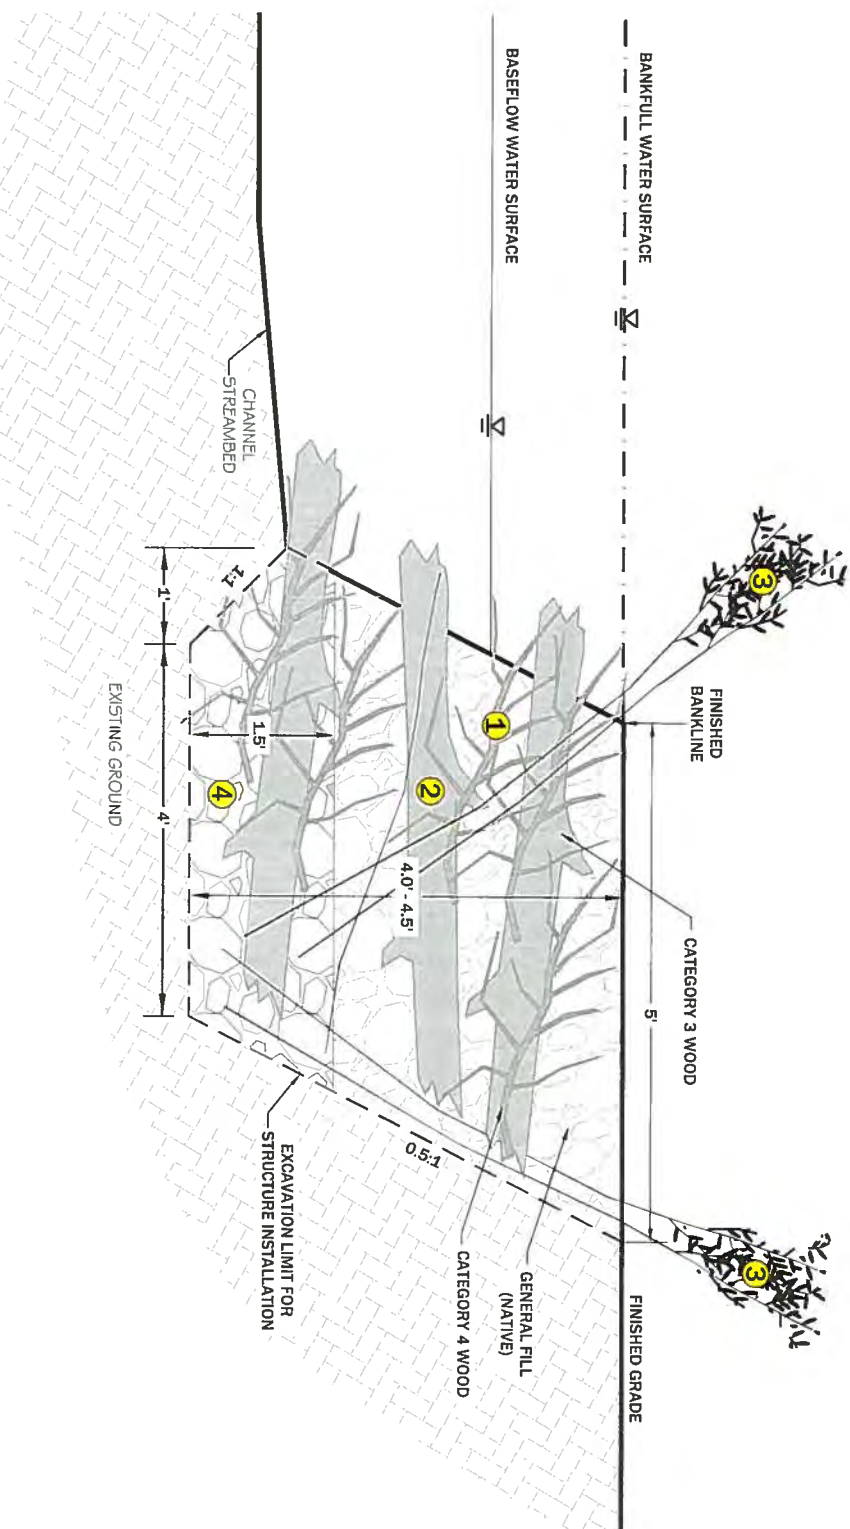 BANKFULL WATER SURFACE
BASEFLOW WATER SURFACE
CHANNEL
STREAMBED
3
FINISHED
BANKLINE
1
2
4
1:1
1'
4'
1.5'
4.0' - 4.5'
5'
EXISTING GROUND
CATEGORY 3 WOOD
0.5:1
EXCAVATION LIMIT FOR
STRUCTURE INSTALLATION
CATEGORY 4 WOOD
GENERAL FILL
(NATIVE)
3
FINISHED GRADE